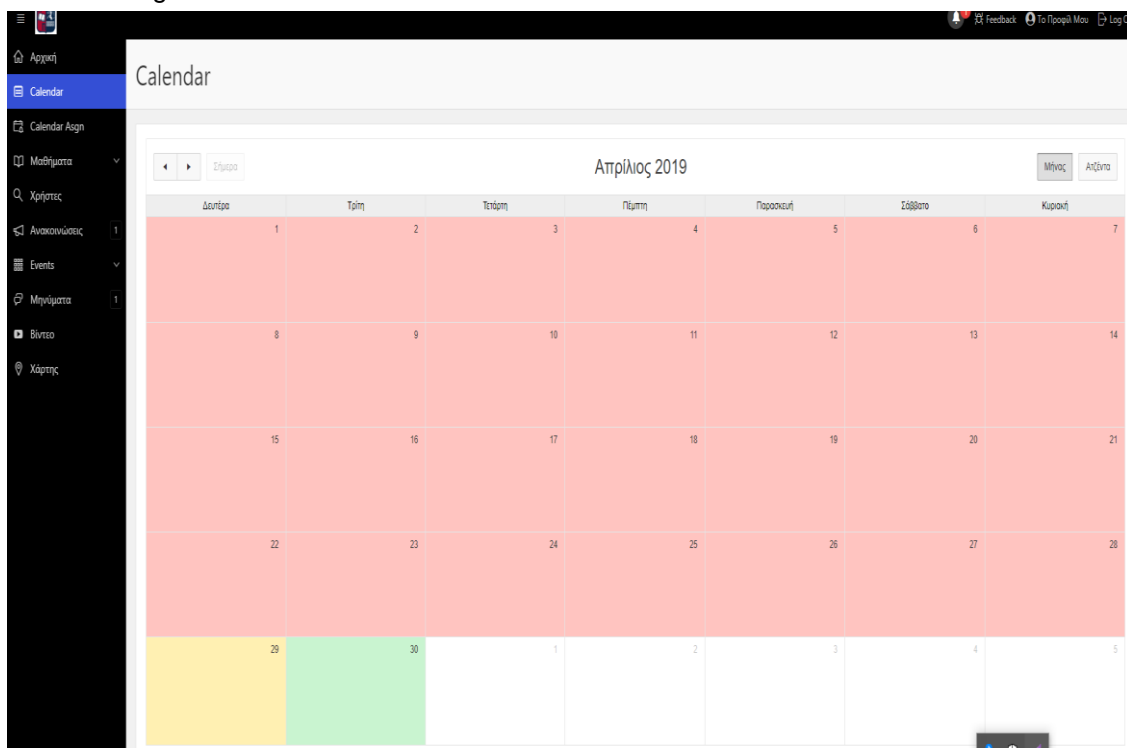 1 Feedback Το Προφίλ Μου Log
Αρχική
Calendar
Calendar Asgn
Μαθήματα
Χρήστες
Ανακοινώσεις 1
Events
Μηνύματα 1
Βίντεο
Χάρτης
Calendar
Σήμερα Απρίλιος 2019 Μήνας Ατζέντα
Δευτέρα Τρίτη Τετάρτη Πέμπτη Παρασκευή Σάββατο Κυριακή
1 2 3 4 5 6 7
8 9 10 11 12 13 14
15 16 17 18 19 20 21
22 23 24 25 26 27 28
29 30 1 2 3 4 5